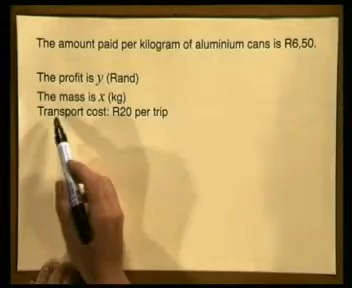 The amount paid per kilogram of aluminium cans is R6,50.
The profit is y (Rand)
The mass is x (kg)
Transport cost: R20 per trip